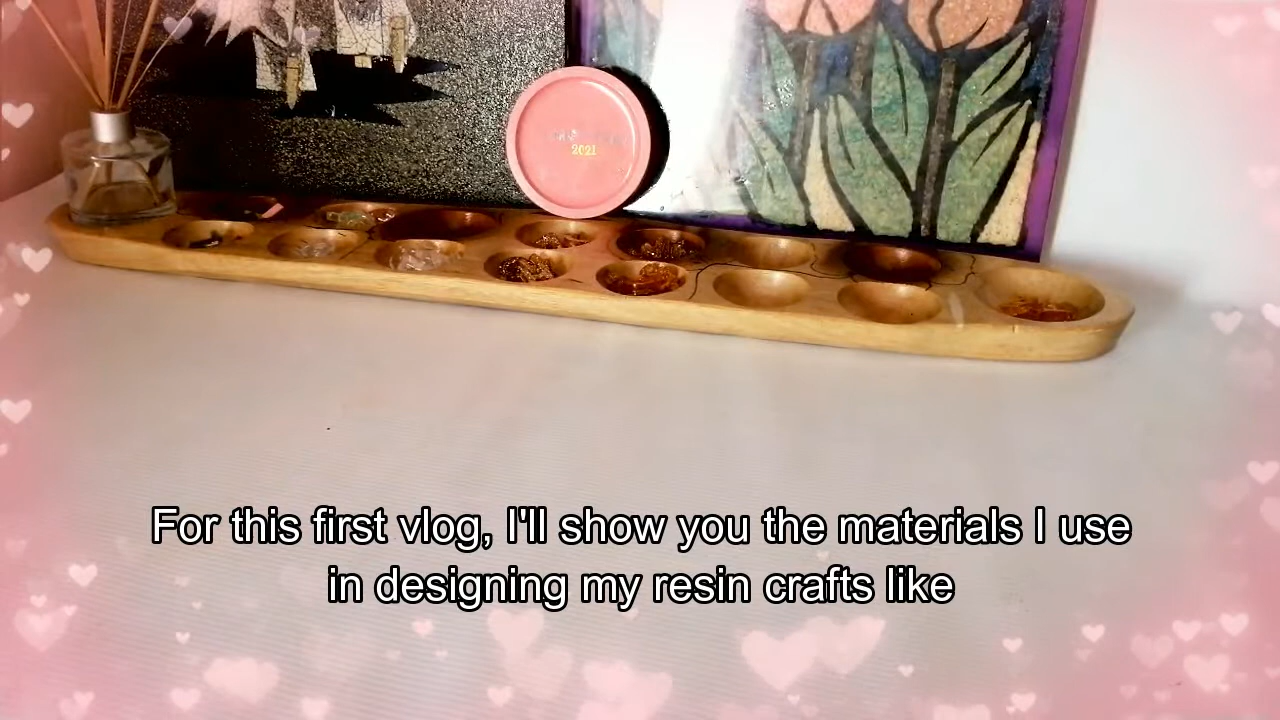 2021
For this first vlog, I'll show you the materials I use
in designing my resin crafts like